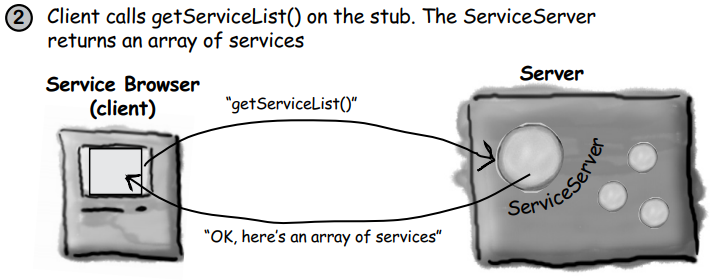 2 Client calls getServiceList() on the stub. The ServiceServer
returns an array of services
Service Browser
(client)
"getServiceList()"
Server
ServiceServer
"OK, here's an array of services"